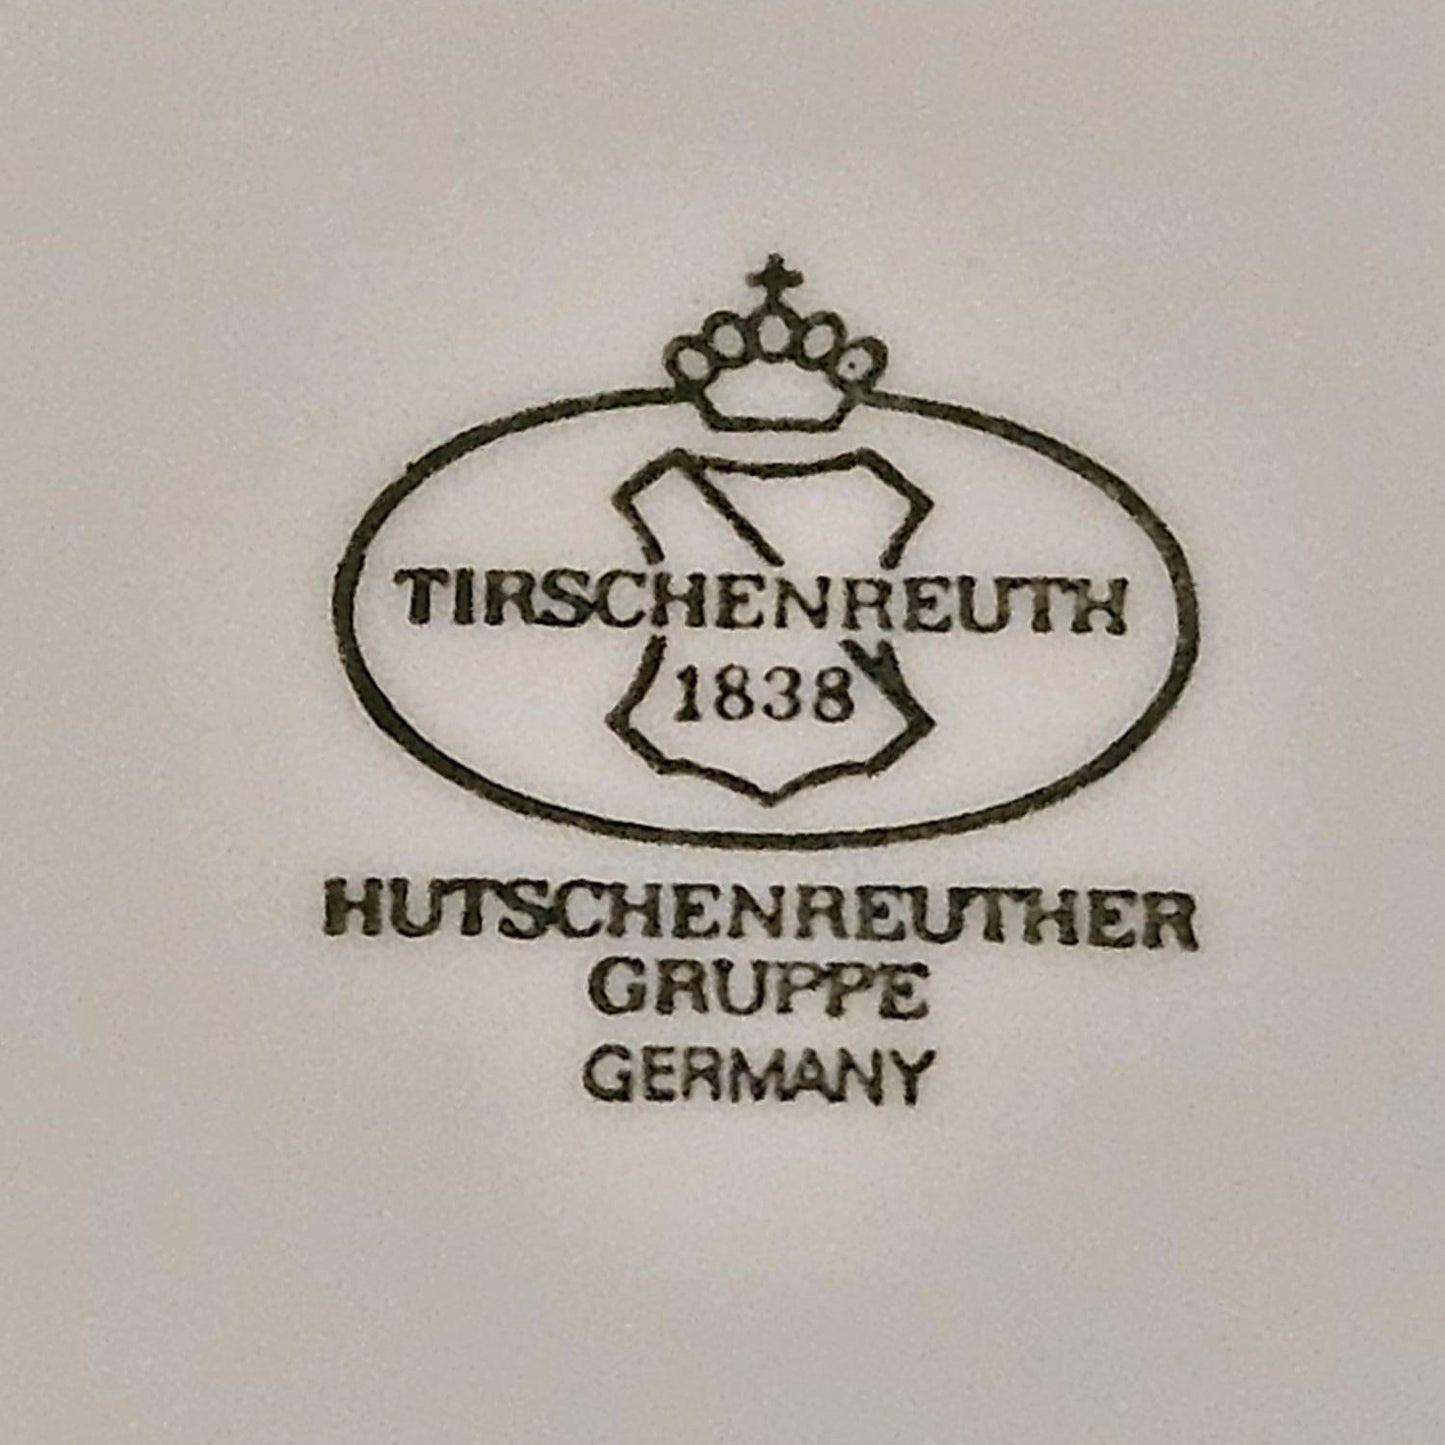 TIRSCHENREUTH
1838
HUTSCHENREUTHER
GRUPPE
GERMANY